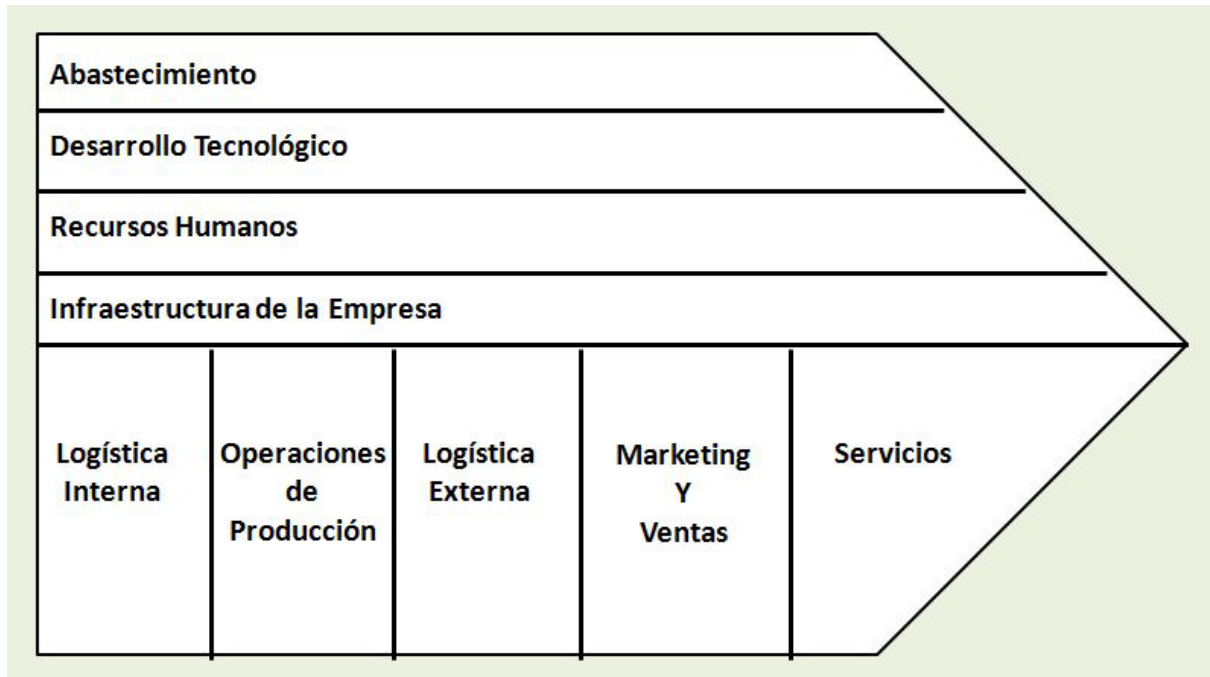 Abastecimiento
Desarrollo Tecnológico
Recursos Humanos
Infraestructura de la Empresa
Logística
Interna
Operaciones
de
Producción
Logística
Externa
Marketing
Y
Ventas
Servicios